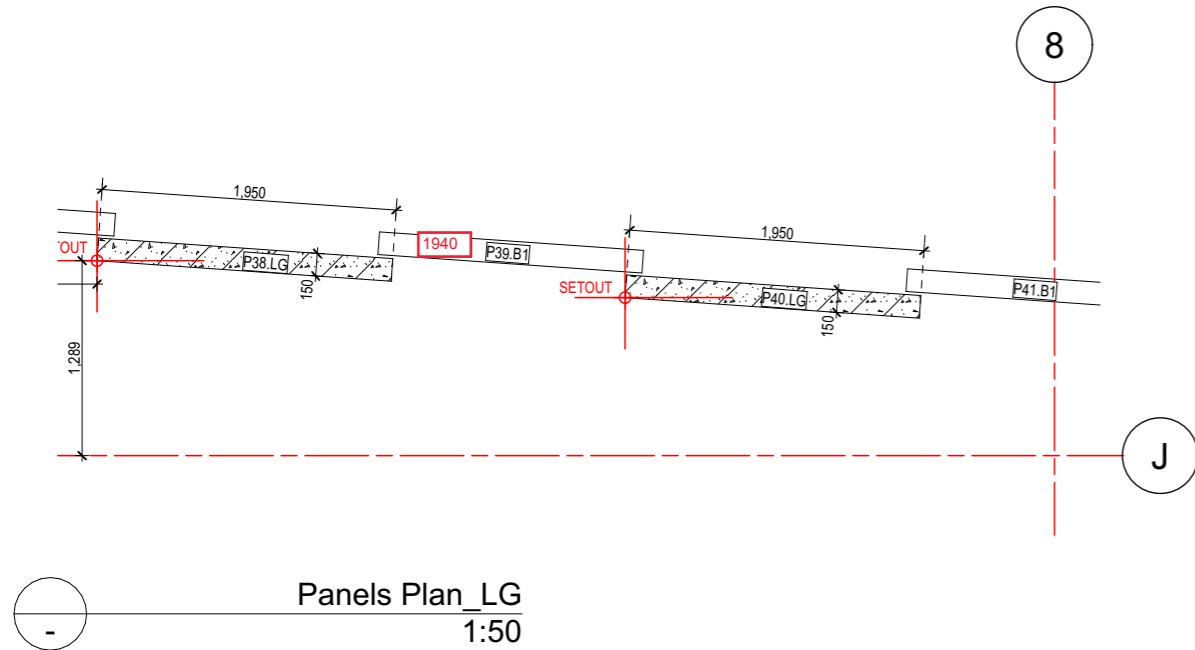 8
1,950
1940
P39.B1
1,950
TOUT
P38.LG
150
SETOUT
P40.LG
150
P41.B1
1,289
J
Panels Plan_LG
-
1:50